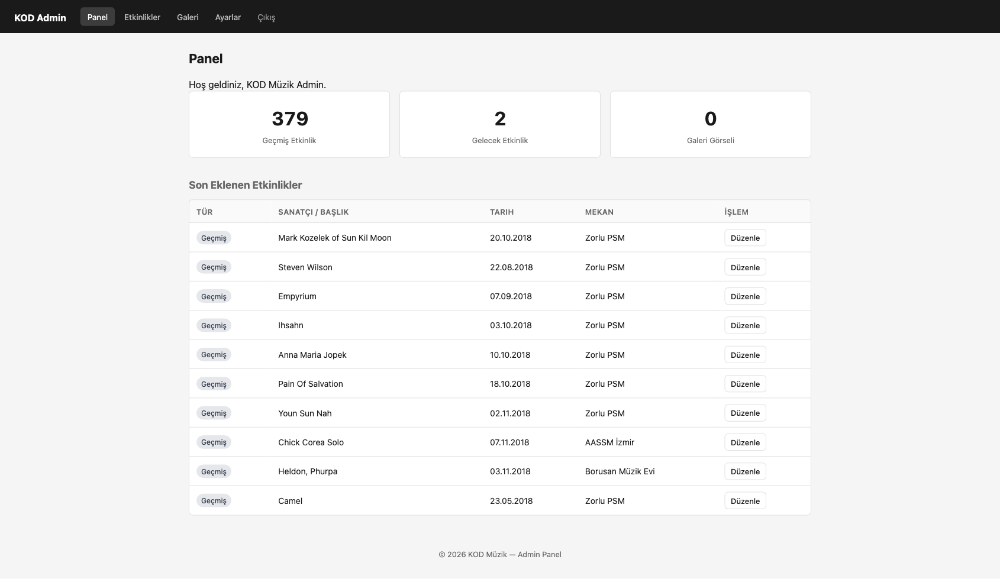 KOD Admin Panel Etkinlikler Galeri Ayarlar Çıkış
Panel
Hoş geldiniz, KOD Müzik Admin.
379 2 0
Geçmiş Etkinlik Gelecek Etkinlik Galeri Görseli
Son Eklenen Etkinlikler
TÜR SANATÇI / BAŞLIK TARIH MEKAN İŞLEM
Geçmiş Mark Kozelek of Sun Kil Moon 20.10.2018 Zorlu PSM Düzenle
Geçmiş Steven Wilson 22.08.2018 Zorlu PSM Düzenle
Geçmiş Empyrium 07.09.2018 Zorlu PSM Düzenle
Geçmiş Ihsahn 03.10.2018 Zorlu PSM Düzenle
Geçmiş Anna Maria Jopek 10.10.2018 Zorlu PSM Düzenle
Geçmiş Pain Of Salvation 18.10.2018 Zorlu PSM Düzenle
Geçmiş Youn Sun Nah 02.11.2018 Zorlu PSM Düzenle
Geçmiş Chick Corea Solo 07.11.2018 AASSM İzmir Düzenle
Geçmiş Heldon, Phurpa 03.11.2018 Borusan Müzik Evi Düzenle
Geçmiş Camel 23.05.2018 Zorlu PSM Düzenle
© 2026 KOD Müzik — Admin Panel